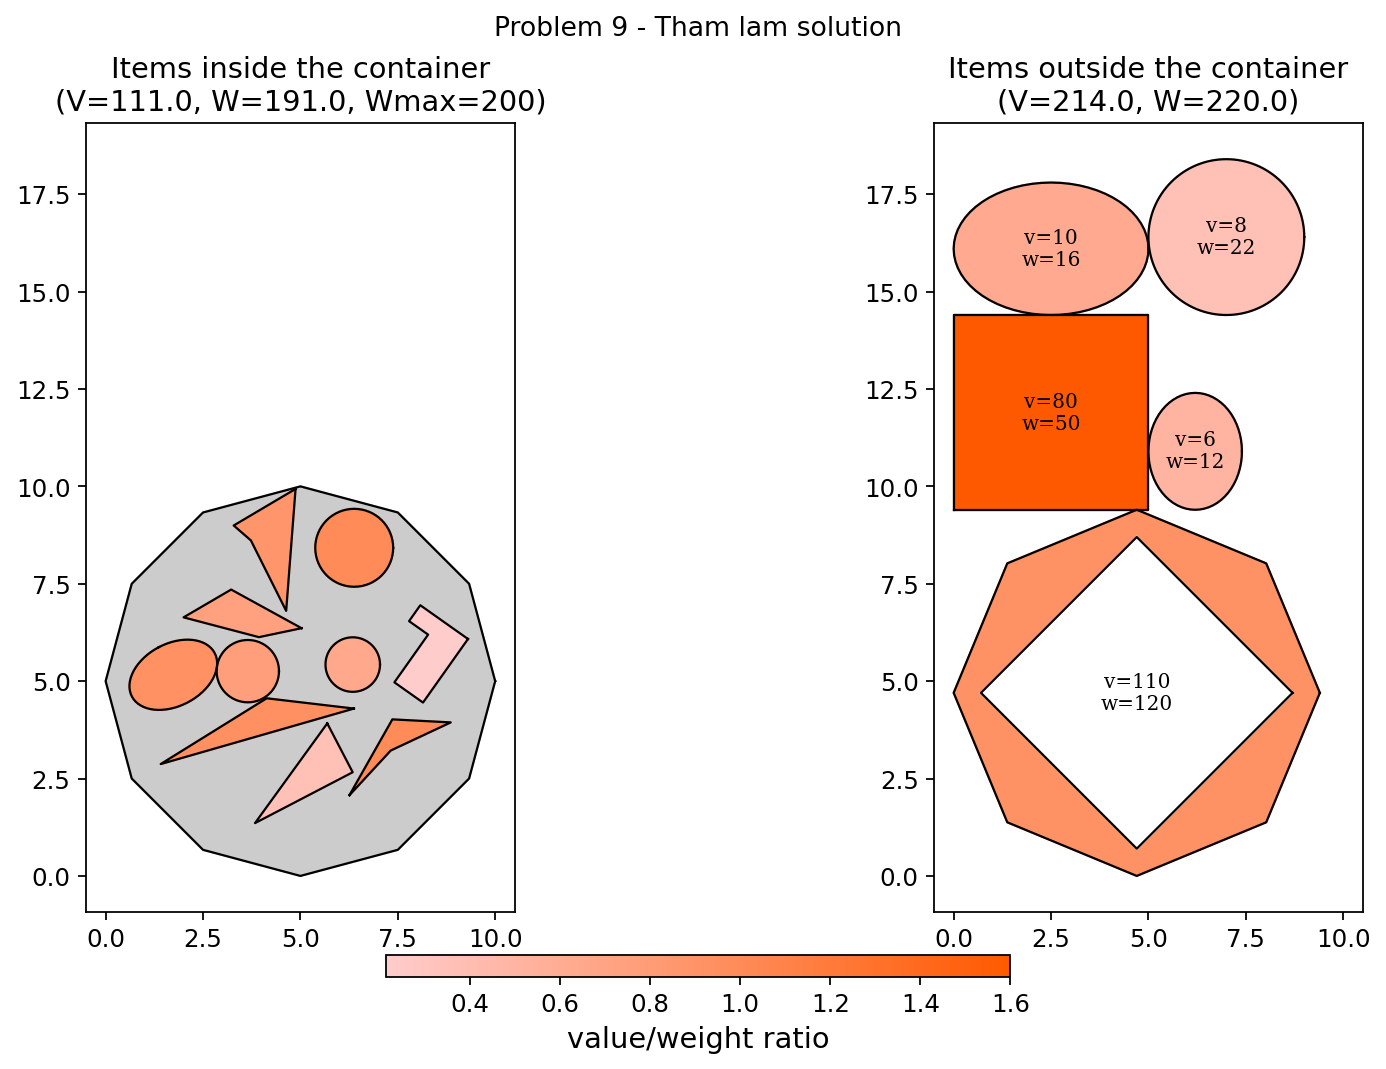 Problem 9 - Tham lam solution
Items inside the container
(V=111.0, W=191.0, Wmax=200)
17.5
15.0
12.5
10.0
7.5
5.0
2.5
0.0
0.0 2.5 5.0 7.5 10.0
Items outside the container
(V=214.0, W=220.0)
17.5
15.0
12.5
10.0
7.5
5.0
2.5
0.0
v=10
w=16
v=8
w=22
v=80
w=50
v=6
w=12
v=110
w=120
0.0 2.5 5.0 7.5 10.0
0.4 0.6 0.8 1.0 1.2 1.4 1.6
value/weight ratio